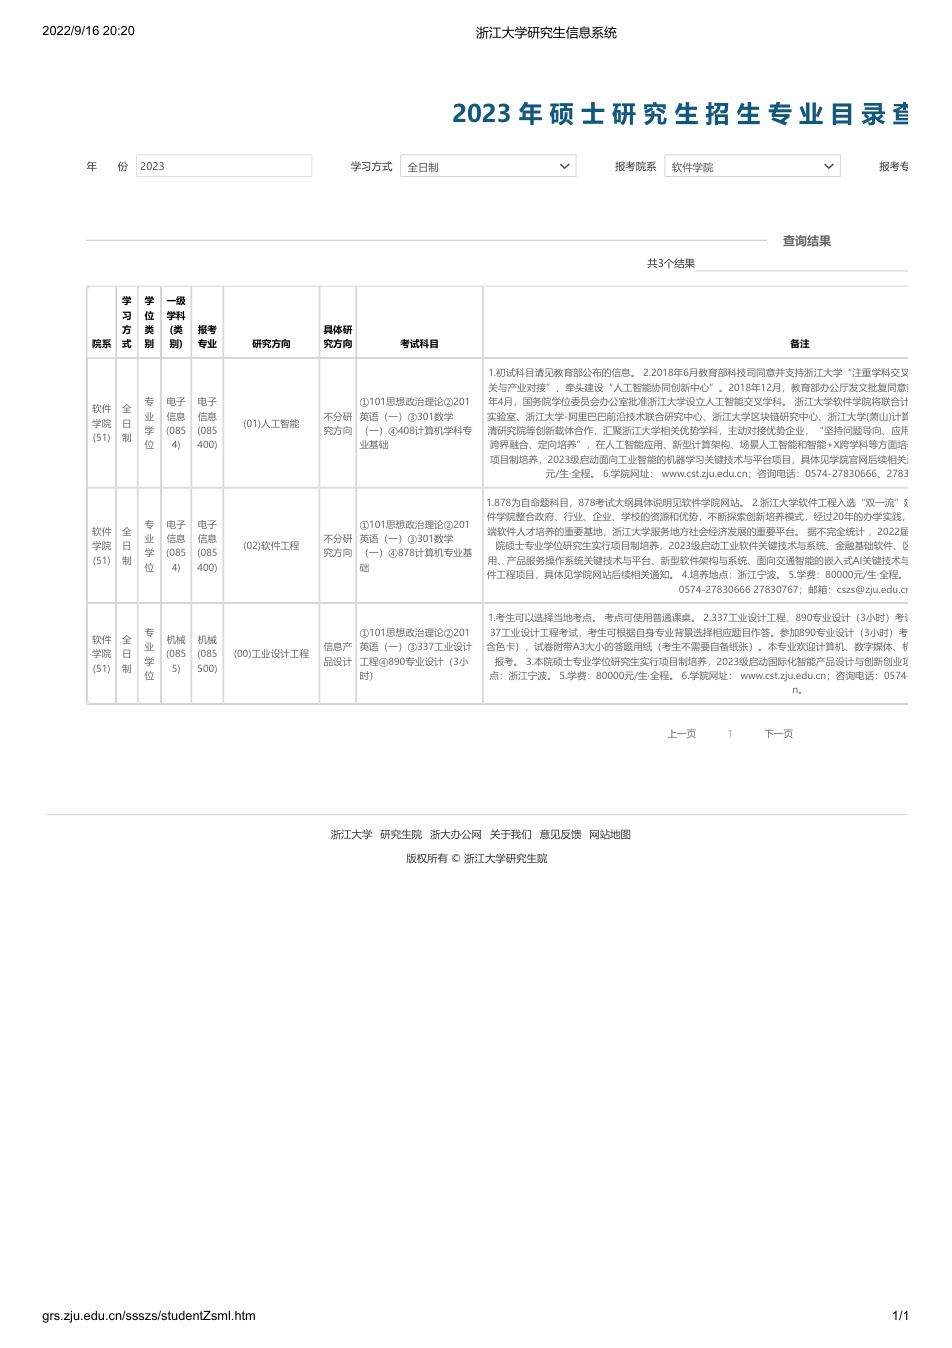 2022/9/16 20:20
浙江大学研究生信息系统
2023 年 硕 士 研 究 生 招 生 专 业 目 录 查
年 份 2023 学习方式 全日制 报考院系 软件学院 报考专
查询结果
共3个结果
院系 学习方式 学位类别 一级学科(类别) 报考专业 研究方向 具体研究方向 考试科目 备注
软件学院(51) 全日制 专业学位 电子信息(0854) 电子信息(085400) (01)人工智能 不分研究方向
①101思想政治理论②201
英语（一）③301数学
（一）④408计算机学科专
业基础
1.初试科目请见教育部公布的信息。 2.2018年6月教育部科技司同意并支持浙江大学“注重学科交叉
关与产业对接”，牵头建设“人工智能协同创新中心”。2018年12月，教育部办公厅发文批复同意
年4月，国务院学位委员会办公室批准浙江大学设立人工智能交叉学科。 浙江大学软件学院将联合计
实验室、浙江大学-阿里巴巴前沿技术联合研究中心、浙江大学区块链研究中心、浙江大学(萧山)计算
清研究院等创新载体合作，汇聚浙江大学相关优势学科，主动对接优势企业，“坚持问题导向、应用
跨界融合、定向培养”，在人工智能应用、新型计算架构、场景人工智能和智能+X跨学科等方面培
项目制培养，2023级启动面向工业智能的机器学习关键技术与平台项目，具体见学院官网后续相关
元/生·全程。 6.学院网址： www.cst.zju.edu.cn；咨询电话：0574-27830666、2783
软件学院(51) 全日制 专业学位 电子信息(0854) 电子信息(085400) (02)软件工程 不分研究方向
①101思想政治理论②201
英语（一）③301数学
（一）④878计算机专业基
础
1.878为自命题科目，878考试大纲具体说明见软件学院网站。 2.浙江大学软件工程入选“双一流”
件学院整合政府、行业、企业、学校的资源和优势，不断探索创新培养模式，经过20年的办学实践，
端软件人才培养的重要基地，浙江大学服务地方社会经济发展的重要平台。 据不完全统计，2022届
院硕士专业学位研究生实行项目制培养，2023级启动工业软件关键技术与系统、金融基础软件、区
用、产品服务操作系统关键技术与平台、新型软件架构与系统、面向交通智能的嵌入式AI关键技术与
件工程项目，具体见学院网站后续相关通知。 4.培养地点：浙江宁波。 5.学费：80000元/生·全程。
0574-27830666 27830767；邮箱：cszs@zju.edu.cn
软件学院(51) 全日制 专业学位 机械(0855) 机械(085500) (00)工业设计工程 信息产品设计
①101思想政治理论②201
英语（一）③337工业设计
工程④890专业设计（3小
时）
1.考生可以选择当地考点。 考点可使用普通课桌。 2.337工业设计工程、890专业设计（3小时）考试
37工业设计工程考试，考生可根据自身专业背景选择相应题目作答。参加890专业设计（3小时）考
含色卡），试卷附带A3大小的答题用纸（考生不需要自备纸张）。本专业欢迎计算机、数字媒体、机
报考。 3.本院硕士专业学位研究生实行项目制培养，2023级启动国际化智能产品设计与创新创业项
点：浙江宁波。 5.学费：80000元/生·全程。 6.学院网址： www.cst.zju.edu.cn；咨询电话：0574-
n。
上一页 1 下一页
浙江大学 研究生院 浙大办公网 关于我们 意见反馈 网站地图
版权所有 © 浙江大学研究生院
grs.zju.edu.cn/ssszs/studentZsml.htm
1/1